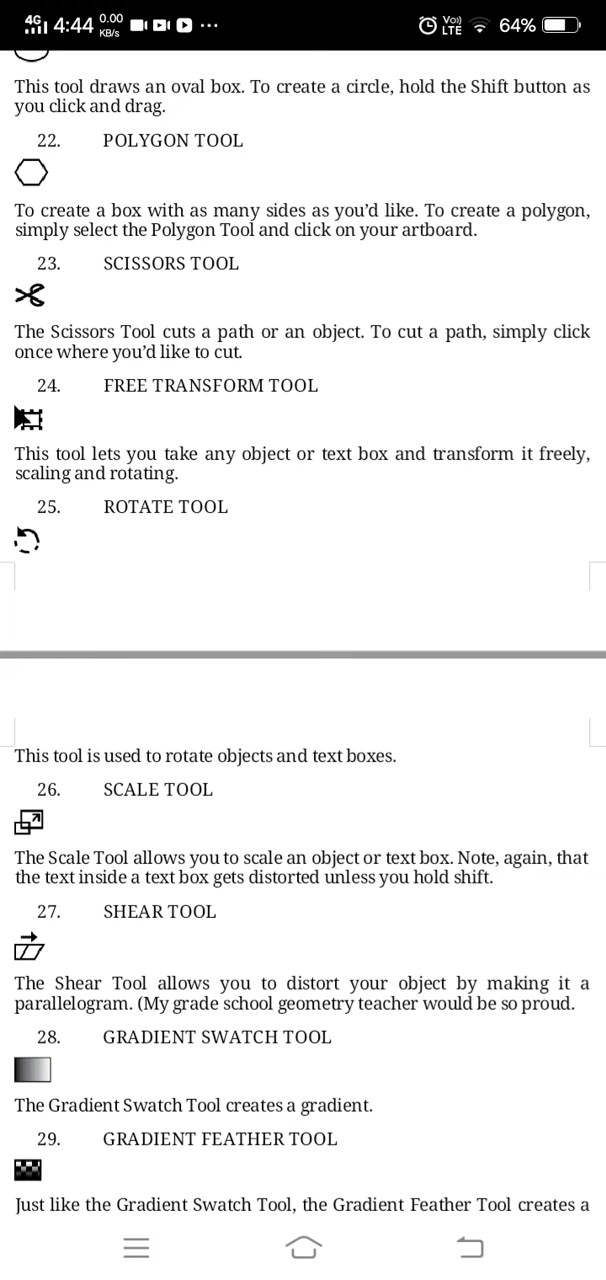 4G 4:44 0.00 KB/s ... Vo)) LTE 64%
This tool draws an oval box. To create a circle, hold the Shift button as
you click and drag.
22. POLYGON TOOL
To create a box with as many sides as you’d like. To create a polygon,
simply select the Polygon Tool and click on your artboard.
23. SCISSORS TOOL
The Scissors Tool cuts a path or an object. To cut a path, simply click
once where you’d like to cut.
24. FREE TRANSFORM TOOL
This tool lets you take any object or text box and transform it freely,
scaling and rotating.
25. ROTATE TOOL
This tool is used to rotate objects and text boxes.
26. SCALE TOOL
The Scale Tool allows you to scale an object or text box. Note, again, that
the text inside a text box gets distorted unless you hold shift.
27. SHEAR TOOL
The Shear Tool allows you to distort your object by making it a
parallelogram. (My grade school geometry teacher would be so proud.
28. GRADIENT SWATCH TOOL
The Gradient Swatch Tool creates a gradient.
29. GRADIENT FEATHER TOOL
Just like the Gradient Swatch Tool, the Gradient Feather Tool creates a